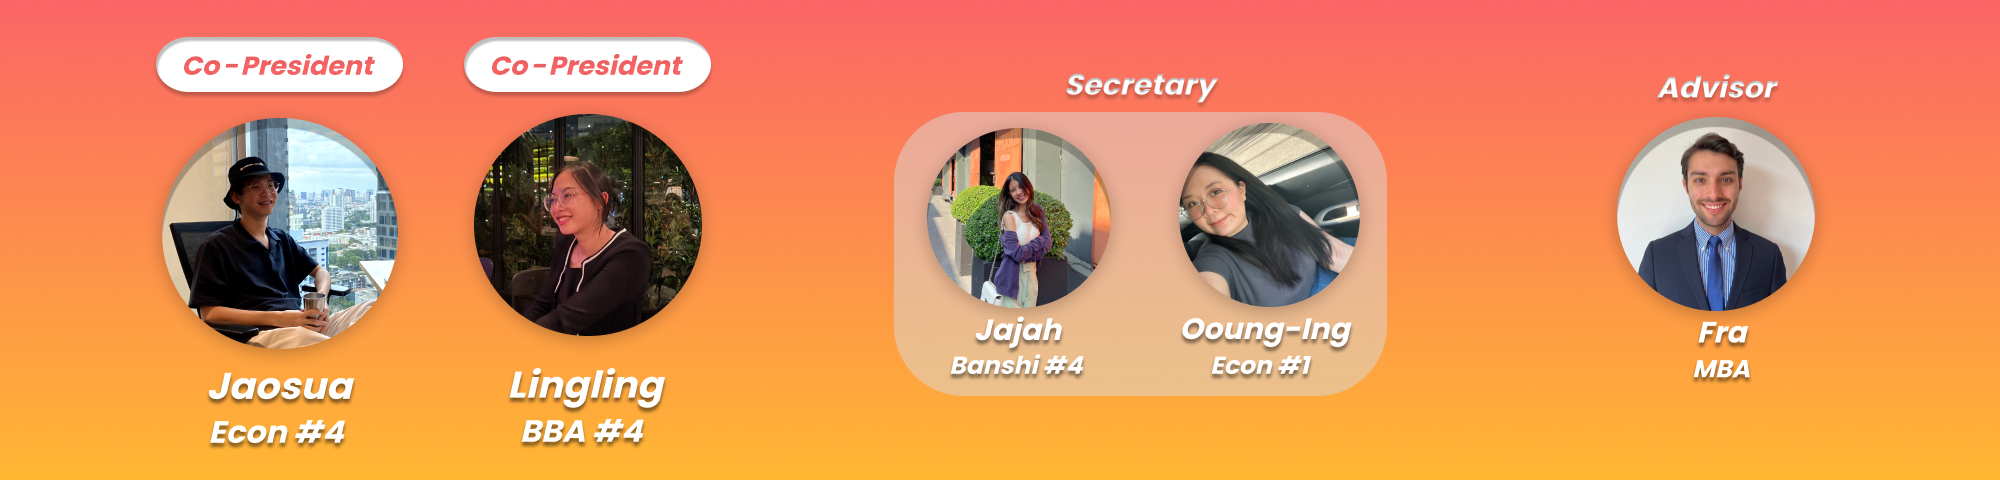 Co-President
Jaosua
Econ #4
Co-President
Lingling
BBA #4
Secretary
Jajah
Banshi #4
Ooung-Ing
Econ #1
Advisor
Fra
MBA